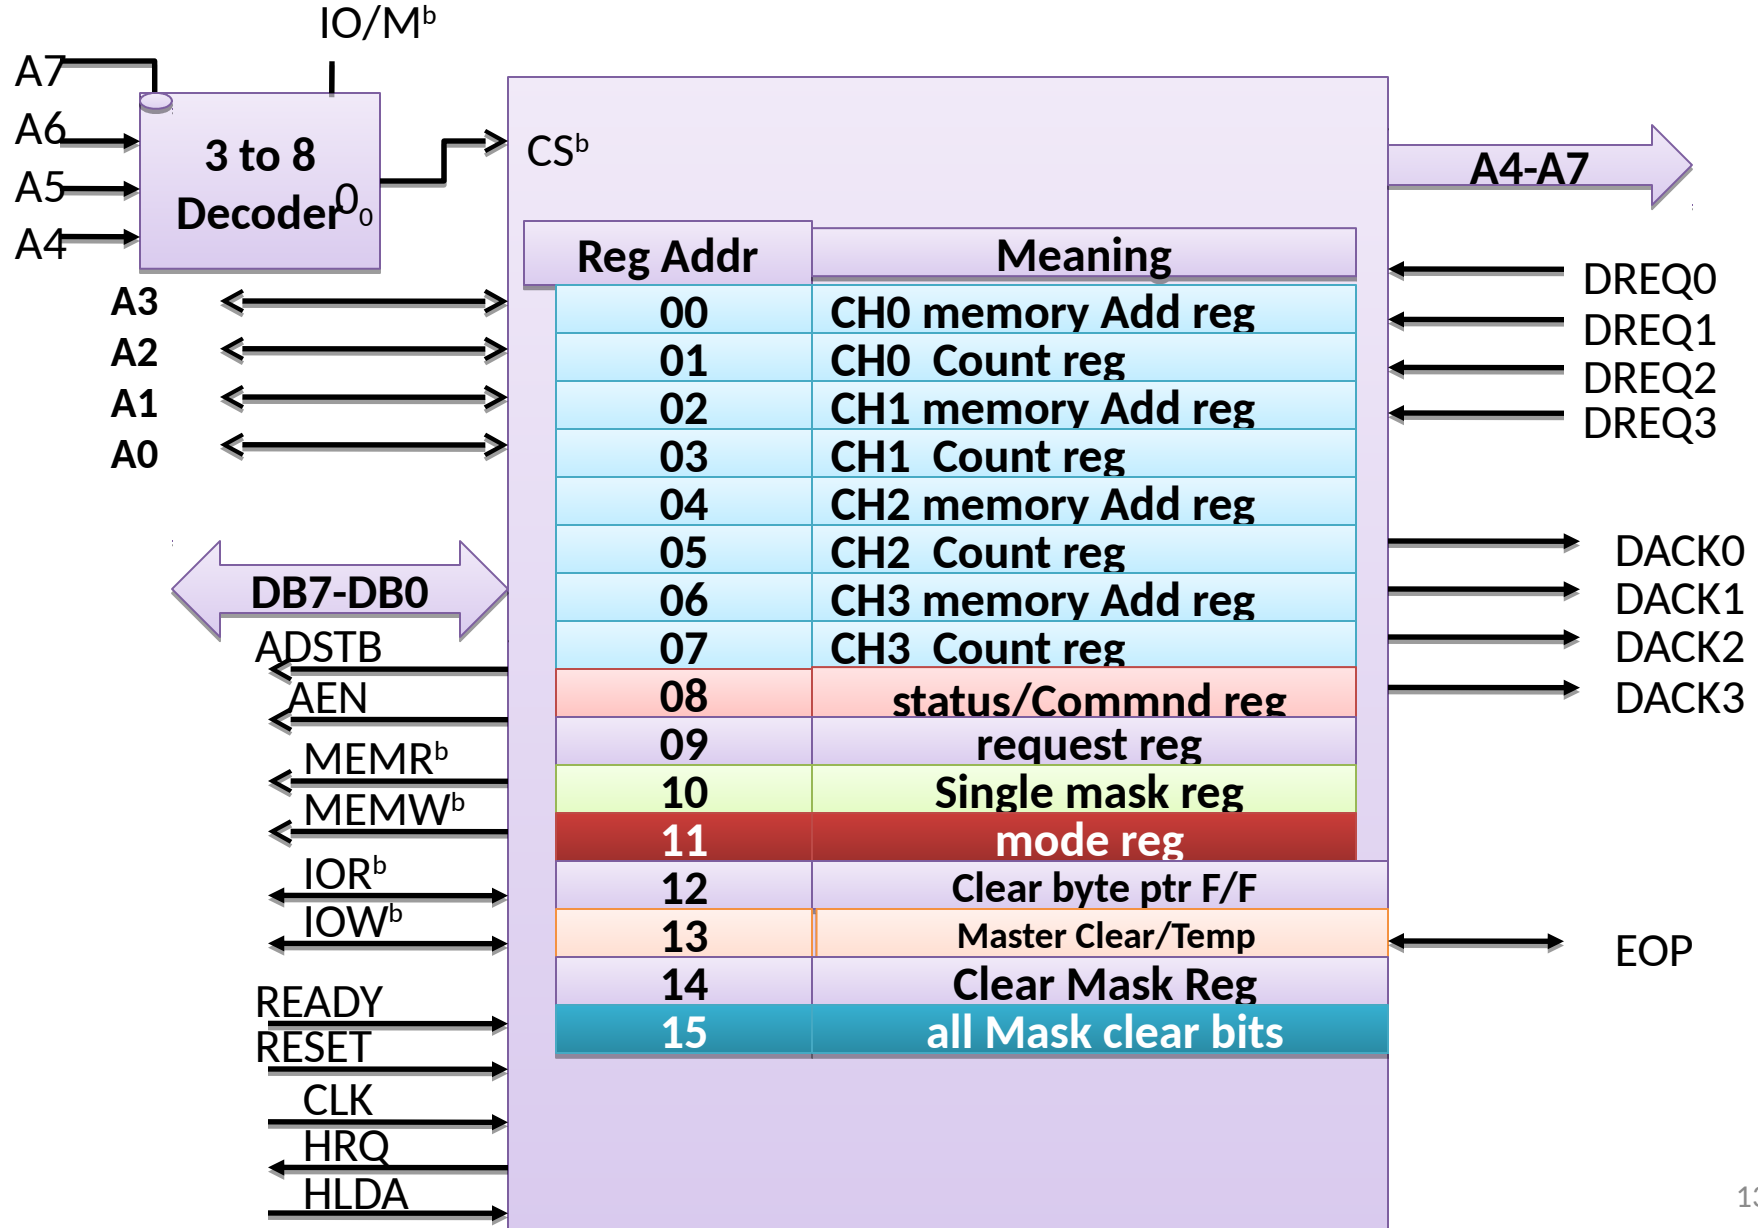 IO/Mᵇ
A7
A6
A5
A4
3 to 8
Decoder
O₀
CSᵇ
A4-A7
Reg Addr Meaning
00 CH0 memory Add reg
01 CH0 Count reg
02 CH1 memory Add reg
03 CH1 Count reg
04 CH2 memory Add reg
05 CH2 Count reg
06 CH3 memory Add reg
07 CH3 Count reg
08 status/Commnd reg
09 request reg
10 Single mask reg
11 mode reg
12 Clear byte ptr F/F
13 Master Clear/Temp
14 Clear Mask Reg
15 all Mask clear bits
A3
A2
A1
A0
DB7-DB0
ADSTB
AEN
MEMRᵇ
MEMWᵇ
IORᵇ
IOWᵇ
READY
RESET
CLK
HRQ
HLDA
DREQ0
DREQ1
DREQ2
DREQ3
DACK0
DACK1
DACK2
DACK3
EOP